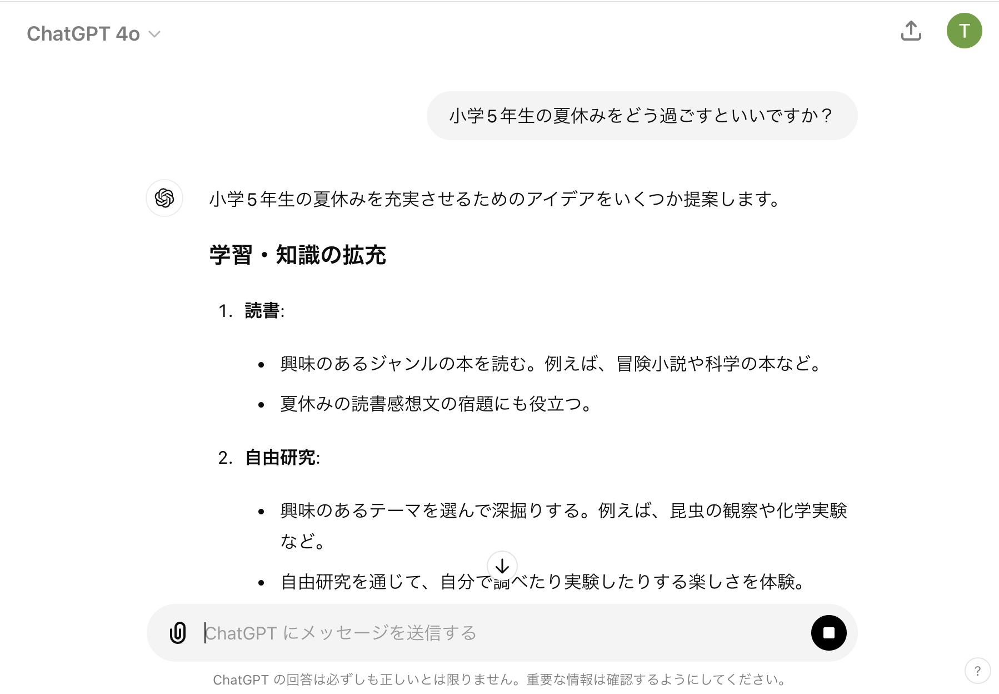 ChatGPT 4o
T
小学5年生の夏休みをどう過ごすといいですか？
小学5年生の夏休みを充実させるためのアイデアをいくつか提案します。
学習・知識の拡充
1. 読書:
• 興味のあるジャンルの本を読む。例えば、冒険小説や科学の本など。
• 夏休みの読書感想文の宿題にも役立つ。
2. 自由研究:
• 興味のあるテーマを選んで深掘りする。例えば、昆虫の観察や化学実験
など。
• 自由研究を通じて、自分で調べたり実験したりする楽しさを体験。
ChatGPT にメッセージを送信する
ChatGPT の回答は必ずしも正しいとは限りません。重要な情報は確認するようにしてください。
?